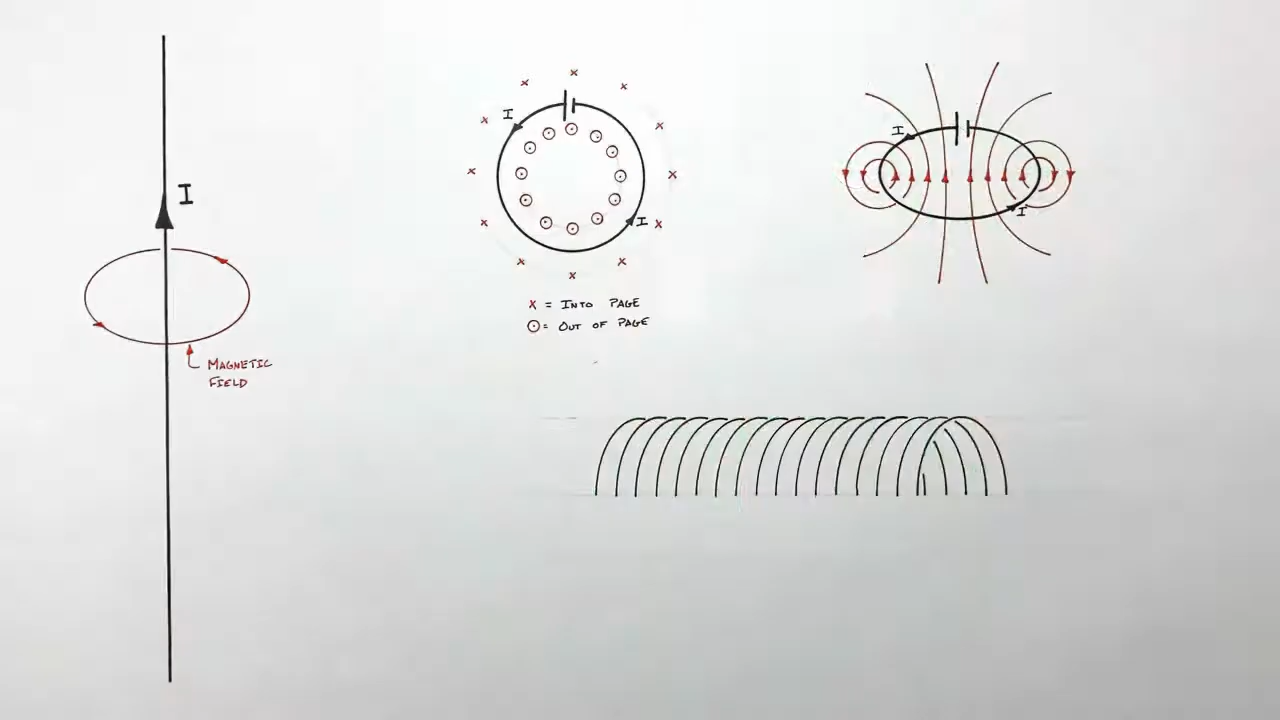 I
MAGNETIC
FIELD
I
I
x = INTO PAGE
⊙ = OUT OF PAGE
I
I